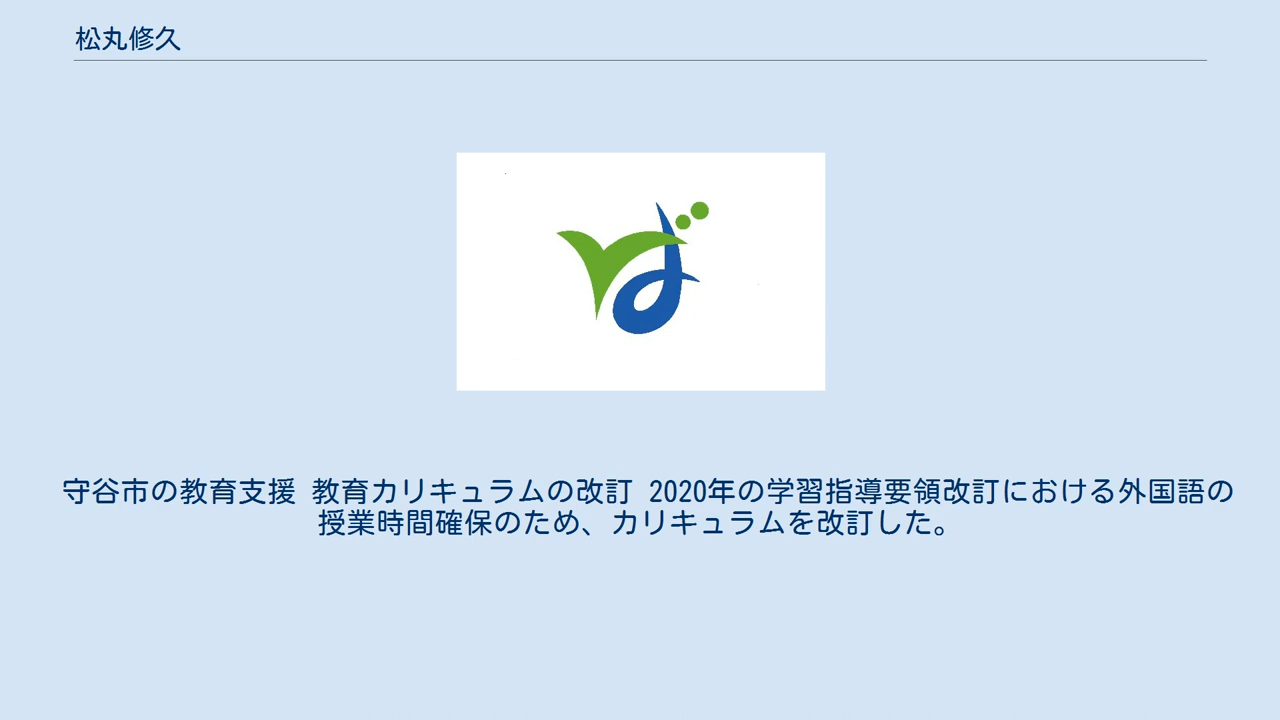 松丸修久
守谷市の教育支援 教育カリキュラムの改訂 2020年の学習指導要領改訂における外国語の
授業時間確保のため、カリキュラムを改訂した。